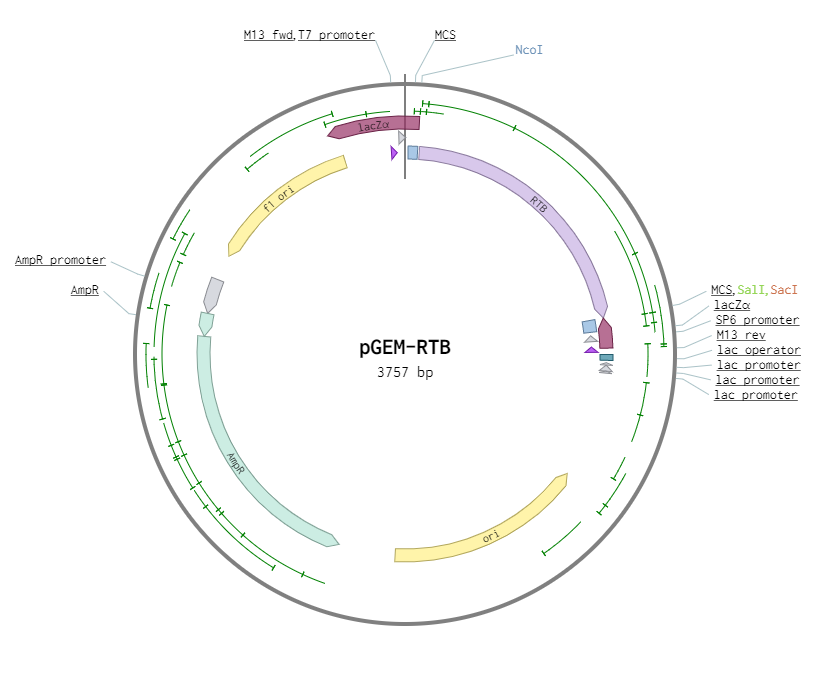 M13 fwd, T7 promoter
MCS
NcoI
lacZα
f1 ori
RTB
AmpR promoter
AmpR
MCS, SalI, SacI
lacZα
SP6 promoter
M13 rev
lac operator
lac promoter
lac promoter
lac promoter
pGEM-RTB
3757 bp
AmpR
ori